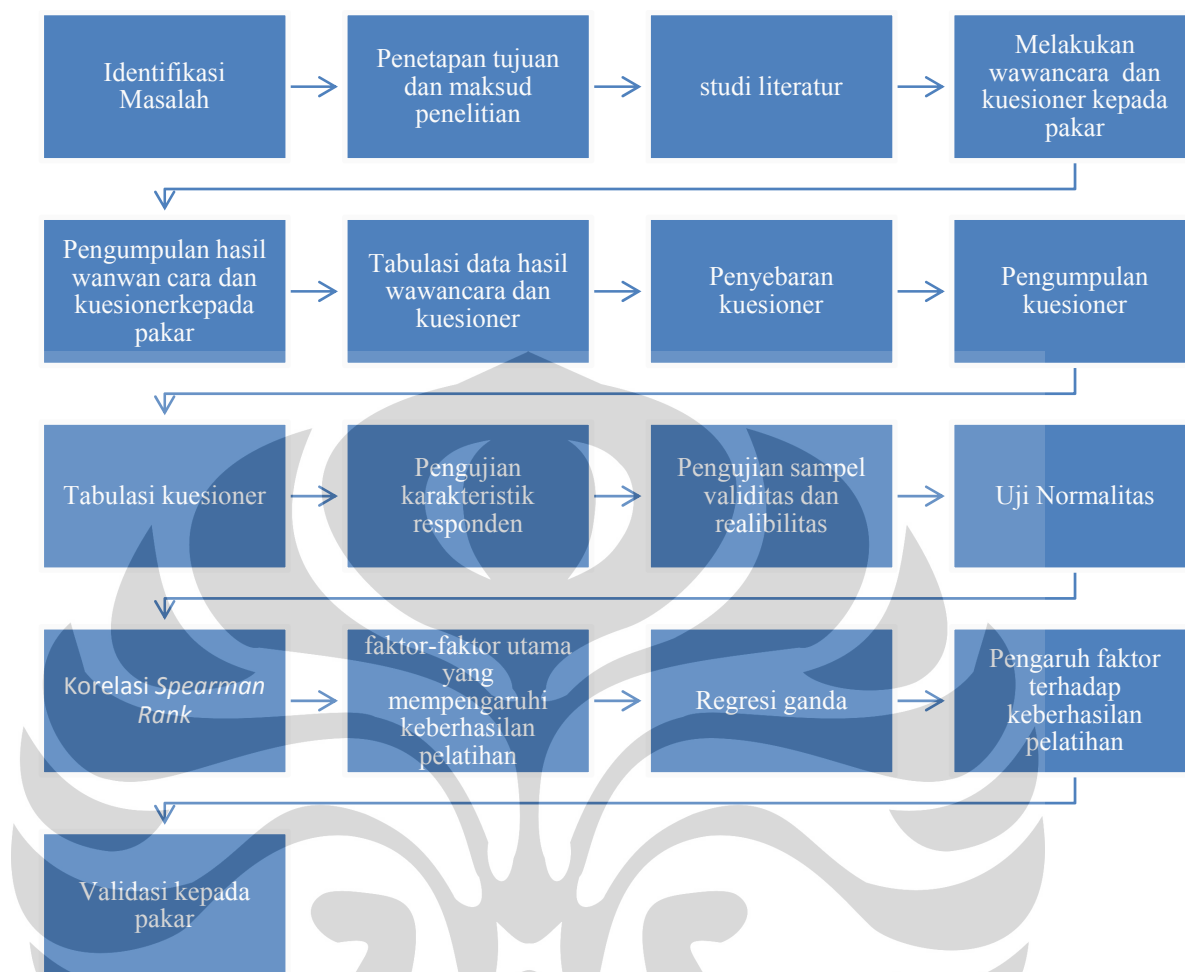 Identifikasi
Masalah
Penetapan tujuan
dan maksud
penelitian
studi literatur
Melakukan
wawancara dan
kuesioner kepada
pakar
Pengumpulan hasil
wanwan cara dan
kuesionerkepada
pakar
Tabulasi data hasil
wawancara dan
kuesioner
Penyebaran
kuesioner
Pengumpulan
kuesioner
Tabulasi kuesioner
Pengujian
karakteristik
responden
Pengujian sampel
validitas dan
realibilitas
Uji Normalitas
Korelasi Spearman
Rank
faktor-faktor utama
yang
mempengaruhi
keberhasilan
pelatihan
Regresi ganda
Pengaruh faktor
terhadap
keberhasilan
pelatihan
Validasi kepada
pakar